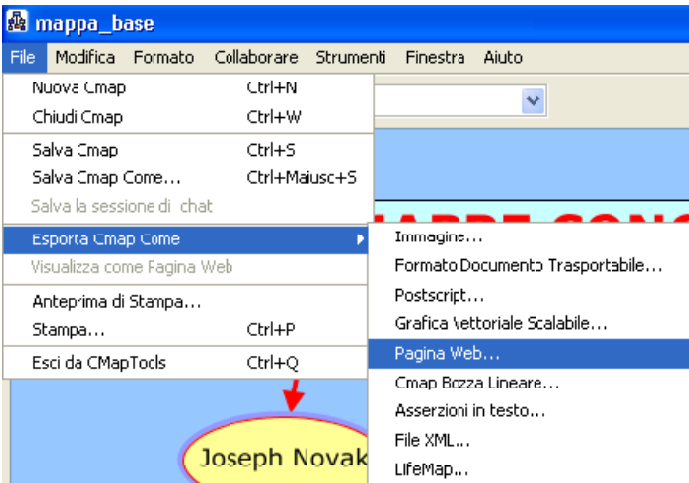 mappa_base
File Modifica Formato Collaborare Strumenti Finestra Aiuto
Nuova Cmap Ctrl+N
Chiudi Cmap Ctrl+W
Salva Cmap Ctrl+S
Salva Cmap Come... Ctrl+Maiusc+S
Salva la sessione di chat
Esporta Cmap Come
Visualizza come Pagina Web
Anteprima di Stampa...
Stampa... Ctrl+P
Esci da CMapTools Ctrl+Q
Immagine...
Formato Documento Trasportabile...
Postscript...
Grafica Vettoriale Scalabile...
Pagina Web...
Cmap Bozza Lineare...
Asserzioni in testo...
File XML...
LifeMap...
Joseph Novak